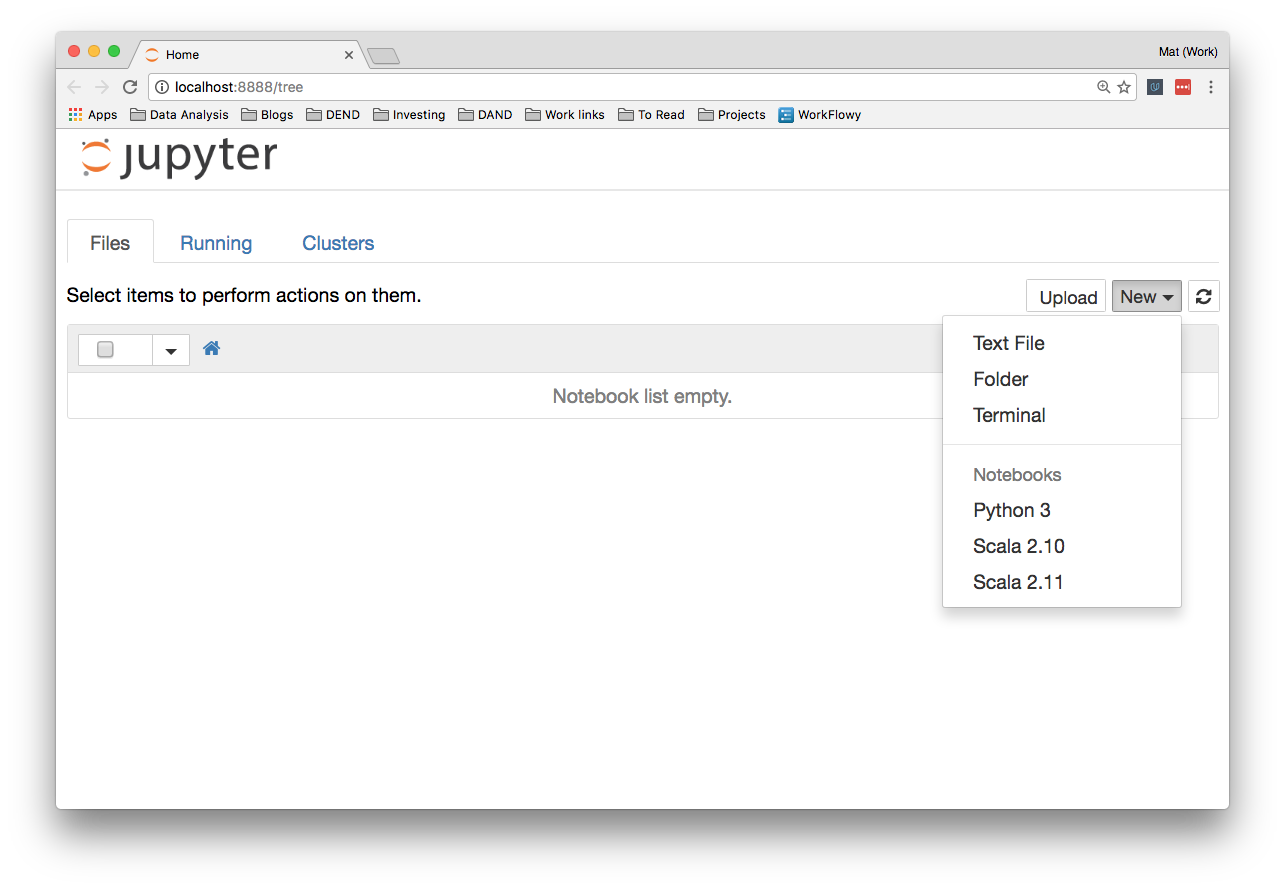 Home
Mat (Work)
localhost:8888/tree
Apps Data Analysis Blogs DEND Investing DAND Work links To Read Projects WorkFlowy
jupyter
Files Running Clusters
Select items to perform actions on them.
Upload New
Text File
Folder
Terminal
Notebook list empty.
Notebooks
Python 3
Scala 2.10
Scala 2.11